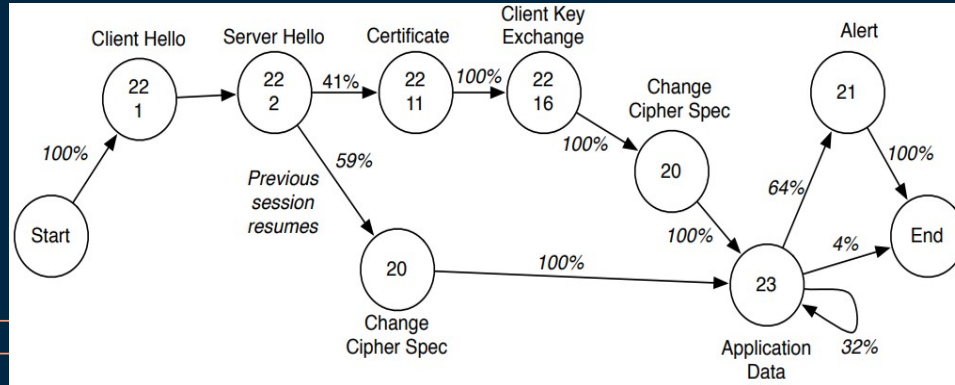 Client Hello
Server Hello
Certificate
Client Key
Exchange
Alert
22
1
22
2
41%
22
11
100%
22
16
Change
Cipher Spec
21
100%
59%
100%
20
64%
100%
Previous
session
resumes
Start
100%
4%
End
20
100%
23
Change
Cipher Spec
Application
Data
32%